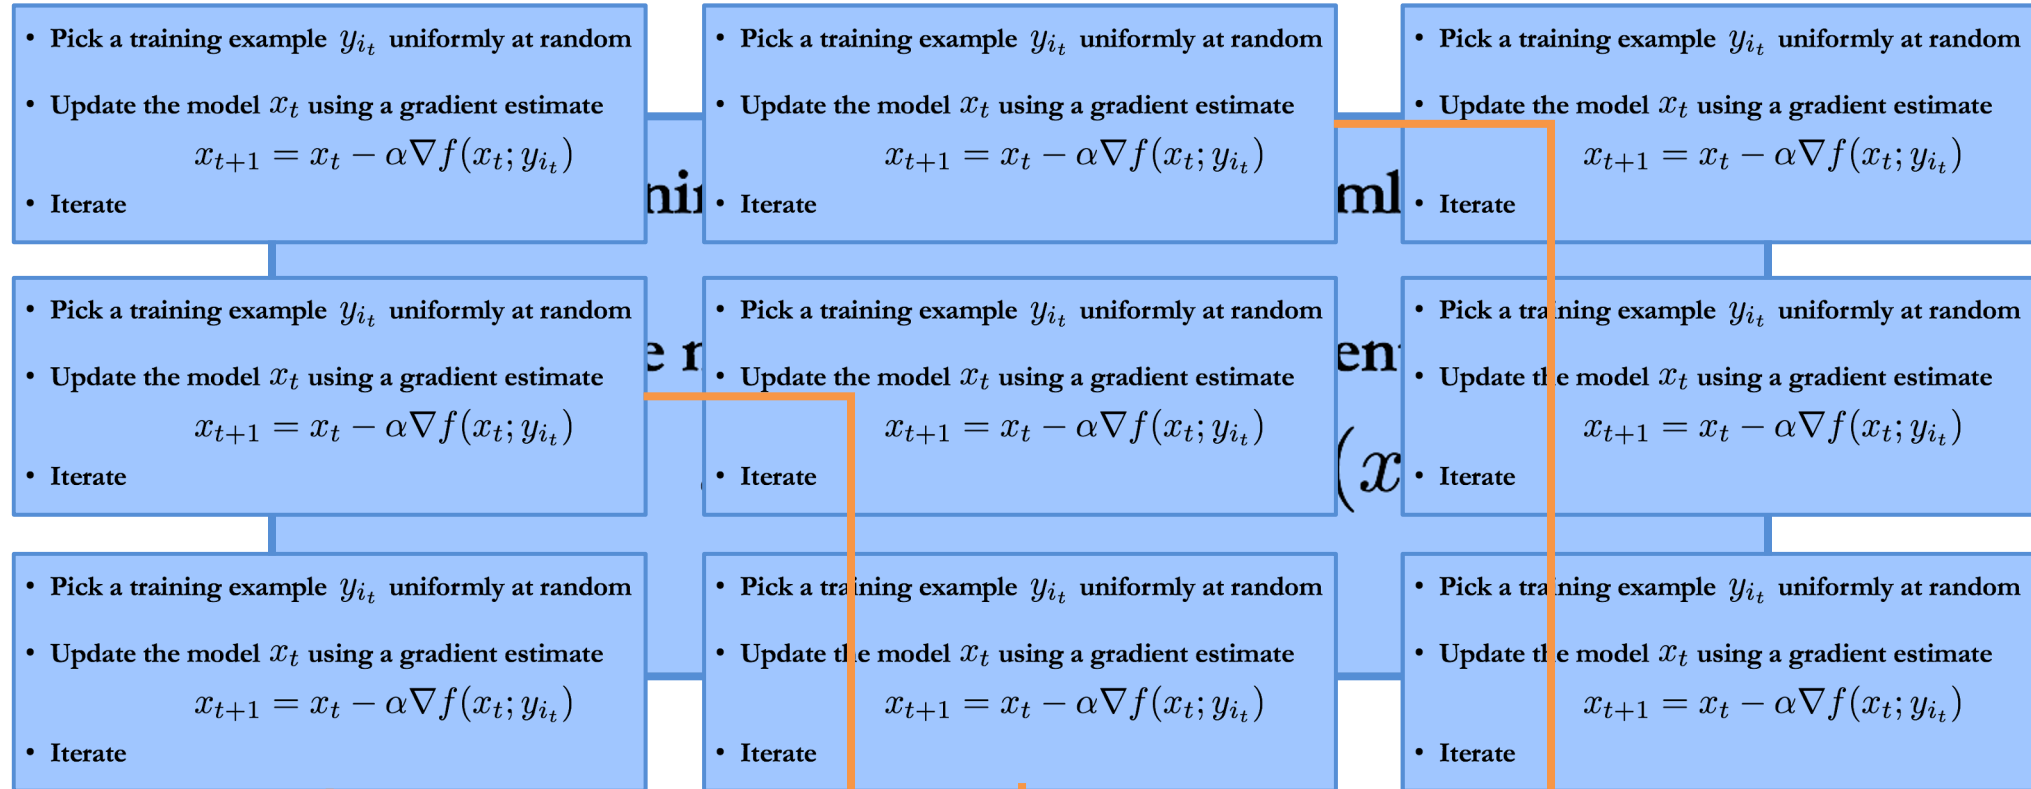 • Pick a training example $y_{i_t}$ uniformly at random
• Update the model $x_t$ using a gradient estimate
$x_{t+1} = x_t - \alpha \nabla f(x_t; y_{i_t})$
• Iterate
• Pick a training example $y_{i_t}$ uniformly at random
• Update the model $x_t$ using a gradient estimate
$x_{t+1} = x_t - \alpha \nabla f(x_t; y_{i_t})$
• Iterate
• Pick a training example $y_{i_t}$ uniformly at random
• Update the model $x_t$ using a gradient estimate
$x_{t+1} = x_t - \alpha \nabla f(x_t; y_{i_t})$
• Iterate
• Pick a training example $y_{i_t}$ uniformly at random
• Update the model $x_t$ using a gradient estimate
$x_{t+1} = x_t - \alpha \nabla f(x_t; y_{i_t})$
• Iterate
• Pick a training example $y_{i_t}$ uniformly at random
• Update the model $x_t$ using a gradient estimate
$x_{t+1} = x_t - \alpha \nabla f(x_t; y_{i_t})$
• Iterate
• Pick a training example $y_{i_t}$ uniformly at random
• Update the model $x_t$ using a gradient estimate
$x_{t+1} = x_t - \alpha \nabla f(x_t; y_{i_t})$
• Iterate
• Pick a training example $y_{i_t}$ uniformly at random
• Update the model $x_t$ using a gradient estimate
$x_{t+1} = x_t - \alpha \nabla f(x_t; y_{i_t})$
• Iterate
• Pick a training example $y_{i_t}$ uniformly at random
• Update the model $x_t$ using a gradient estimate
$x_{t+1} = x_t - \alpha \nabla f(x_t; y_{i_t})$
• Iterate
• Pick a training example $y_{i_t}$ uniformly at random
• Update the model $x_t$ using a gradient estimate
$x_{t+1} = x_t - \alpha \nabla f(x_t; y_{i_t})$
• Iterate